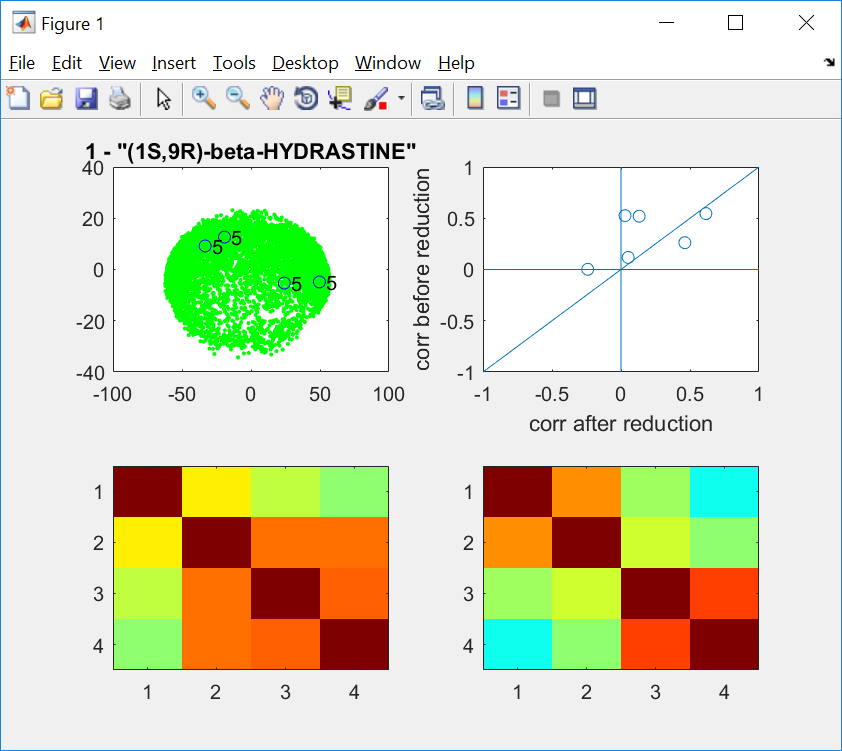 Figure 1
File Edit View Insert Tools Desktop Window Help
1 - "(1S,9R)-beta-HYDRASTINE"
40
20
0
-20
-40
-100 -50 0 50 100
5 5
5 5
corr before reduction
1
0.5
0
-0.5
-1
-1 -0.5 0 0.5 1
corr after reduction
1
2
3
4
1 2 3 4
1
2
3
4
1 2 3 4